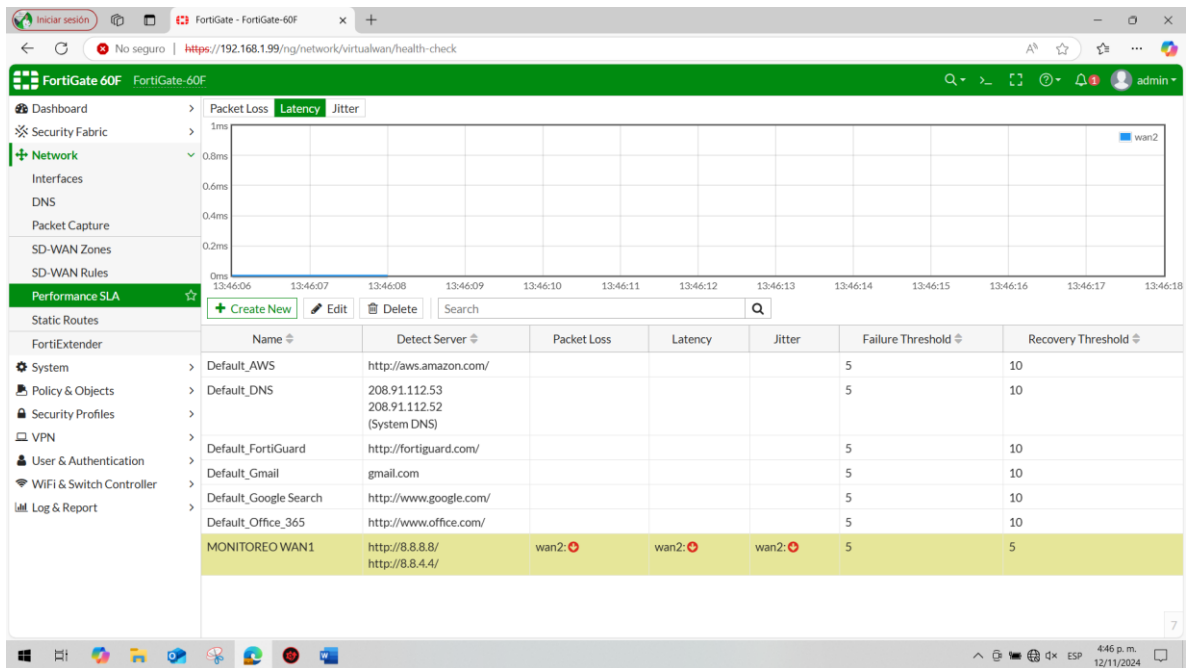 Iniciar sesión
FortiGate - FortiGate-60F
No seguro | https://192.168.1.99/ng/network/virtualwan/health-check
FortiGate 60F FortiGate-60F
1 admin
Dashboard
Security Fabric
Network
Interfaces
DNS
Packet Capture
SD-WAN Zones
SD-WAN Rules
Performance SLA
Static Routes
FortiExtender
System
Policy & Objects
Security Profiles
VPN
User & Authentication
WiFi & Switch Controller
Log & Report
Packet Loss Latency Jitter
1ms
wan2
0.8ms
0.6ms
0.4ms
0.2ms
0ms
13:46:06 13:46:07 13:46:08 13:46:09 13:46:10 13:46:11 13:46:12 13:46:13 13:46:14 13:46:15 13:46:16 13:46:17 13:46:18
Create New Edit Delete Search
Name Detect Server Packet Loss Latency Jitter Failure Threshold Recovery Threshold
Default_AWS http://aws.amazon.com/ 5 10
Default_DNS 208.91.112.53 5 10
208.91.112.52
(System DNS)
Default_FortiGuard http://fortiguard.com/ 5 10
Default_Gmail gmail.com 5 10
Default_Google Search http://www.google.com/ 5 10
Default_Office_365 http://www.office.com/ 5 10
MONITOREO WAN1 http://8.8.8.8/ wan2: wan2: wan2: 5 5
http://8.8.4.4/
7
ESP 4:46 p. m.
12/11/2024